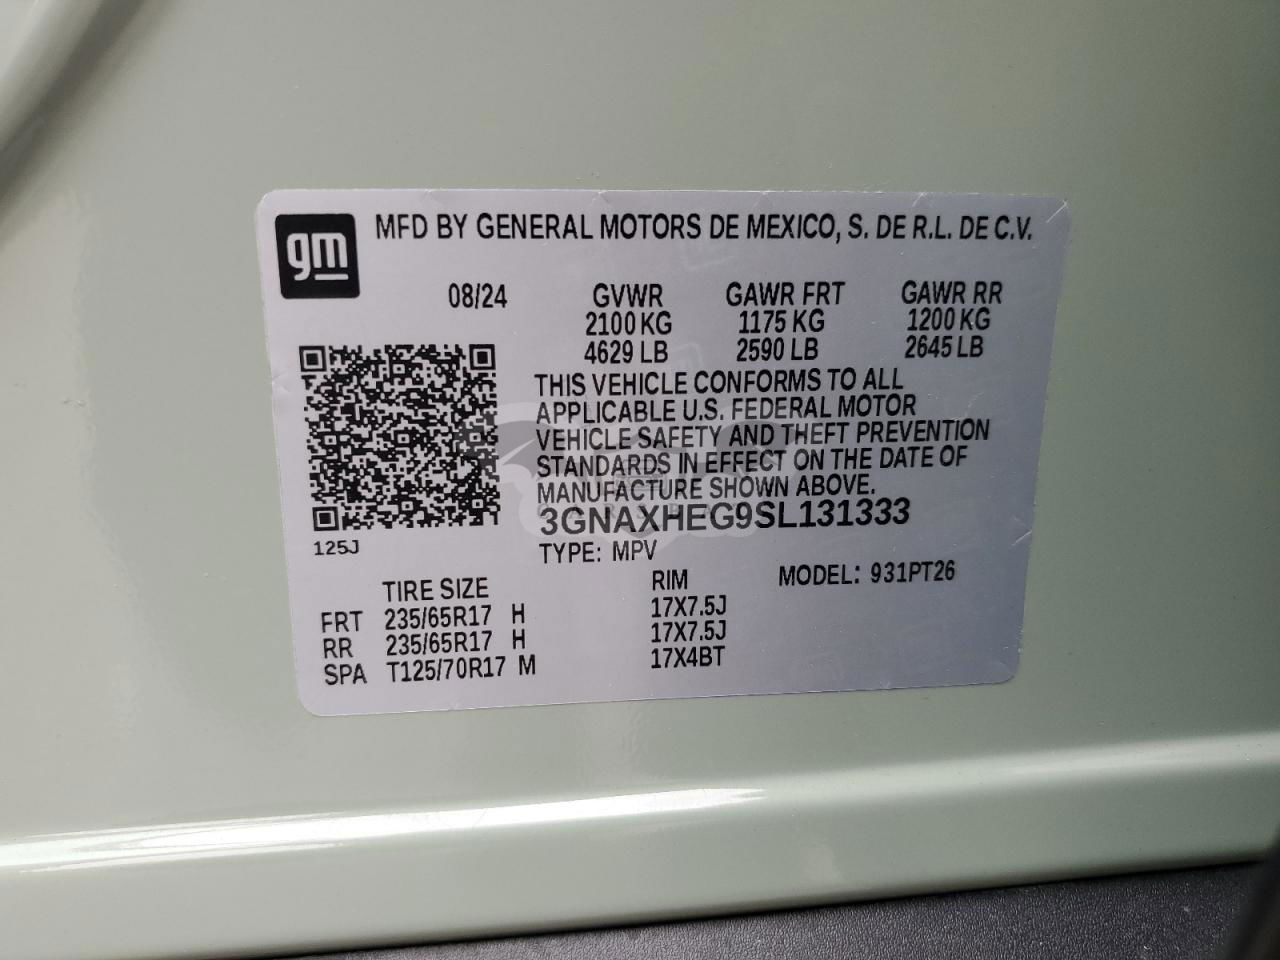 gm
MFD BY GENERAL MOTORS DE MEXICO, S. DE R.L. DE C.V.
08/24 GVWR GAWR FRT GAWR RR
2100 KG 1175 KG 1200 KG
4629 LB 2590 LB 2645 LB
THIS VEHICLE CONFORMS TO ALL
APPLICABLE U.S. FEDERAL MOTOR
VEHICLE SAFETY AND THEFT PREVENTION
STANDARDS IN EFFECT ON THE DATE OF
MANUFACTURE SHOWN ABOVE.
3GNAXHEG9SL131333
125J TYPE: MPV
TIRE SIZE RIM MODEL: 931PT26
FRT 235/65R17 H 17X7.5J
RR 235/65R17 H 17X7.5J
SPA T125/70R17 M 17X4BT